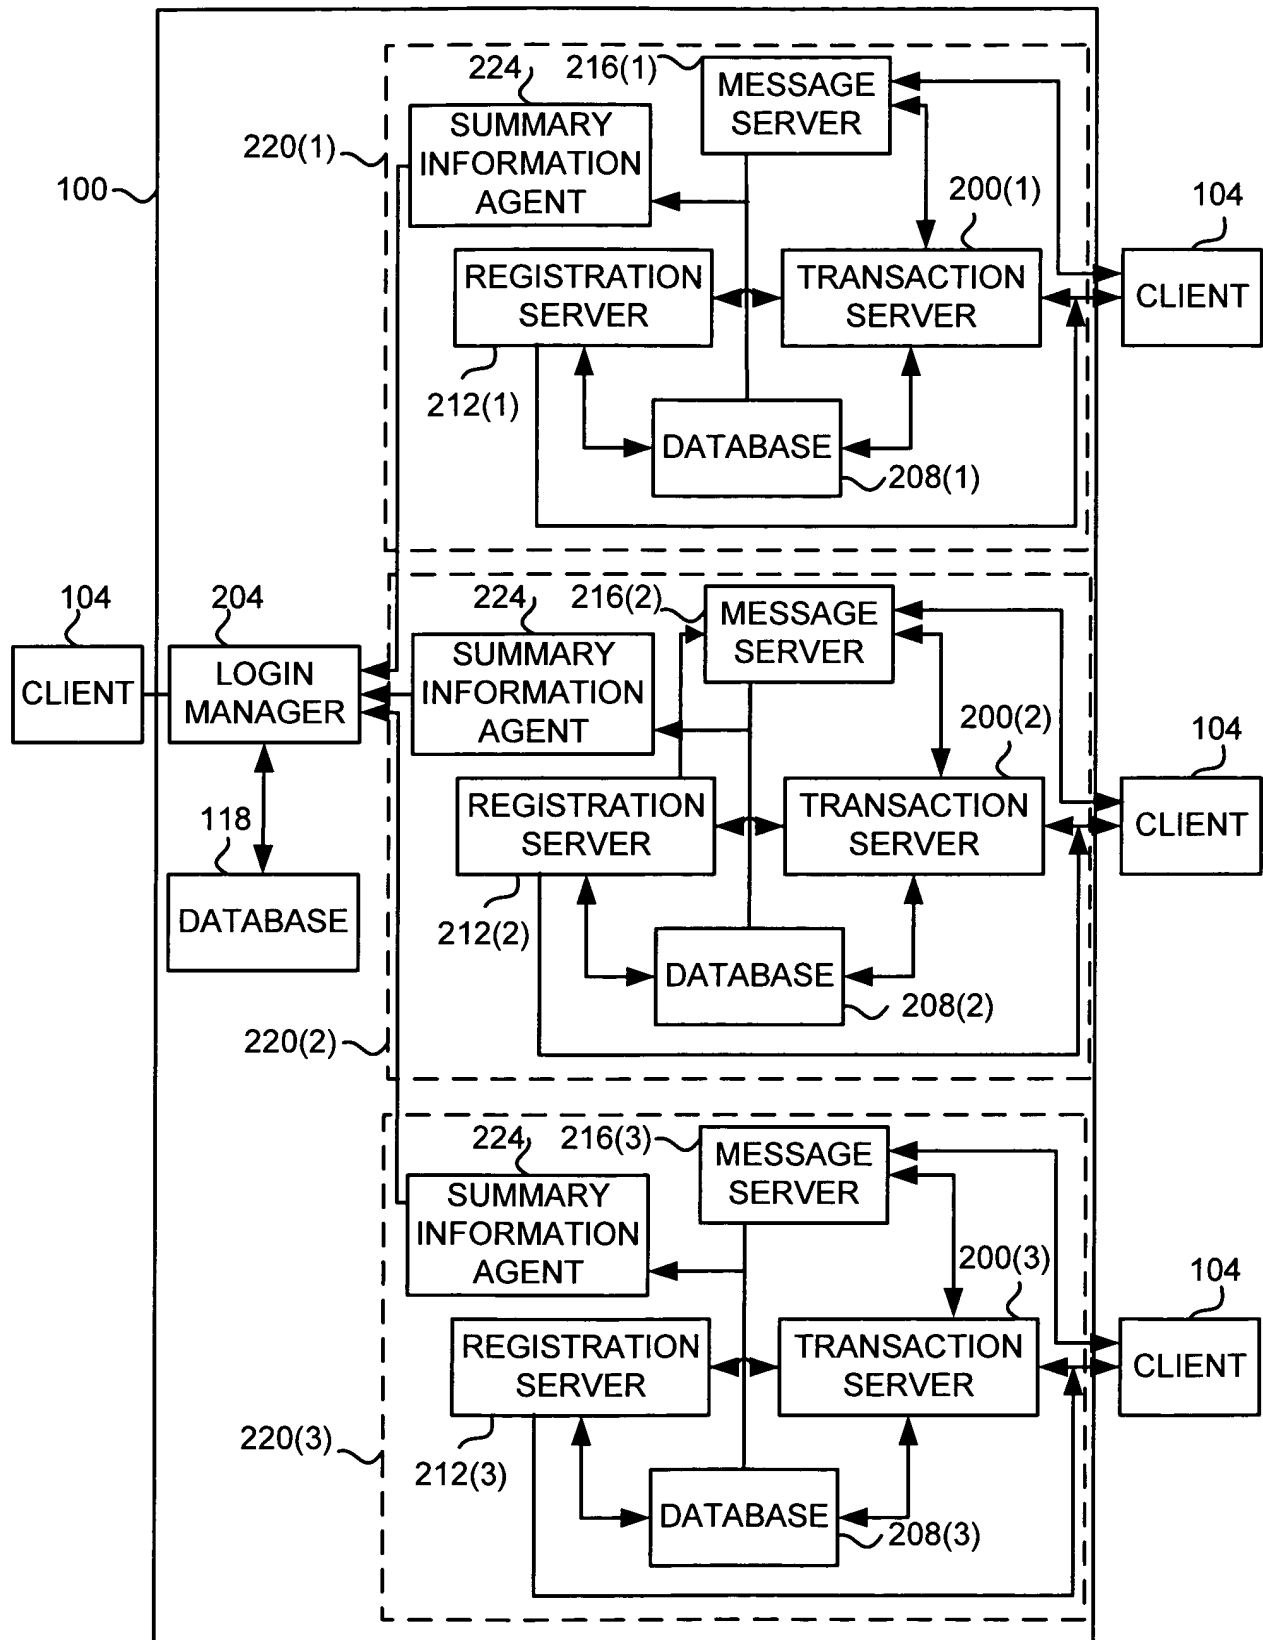 216(1)
224
MESSAGE
SERVER
SUMMARY
INFORMATION
AGENT
220(1)
100
200(1)
104
REGISTRATION
SERVER
TRANSACTION
SERVER
CLIENT
212(1)
DATABASE
208(1)
104
204
224
216(2)
MESSAGE
SERVER
CLIENT
LOGIN
MANAGER
SUMMARY
INFORMATION
AGENT
200(2)
104
118
REGISTRATION
SERVER
TRANSACTION
SERVER
CLIENT
DATABASE
212(2)
DATABASE
208(2)
220(2)
224
216(3)
MESSAGE
SERVER
SUMMARY
INFORMATION
AGENT
200(3)
104
REGISTRATION
SERVER
TRANSACTION
SERVER
CLIENT
220(3)
212(3)
DATABASE
208(3)